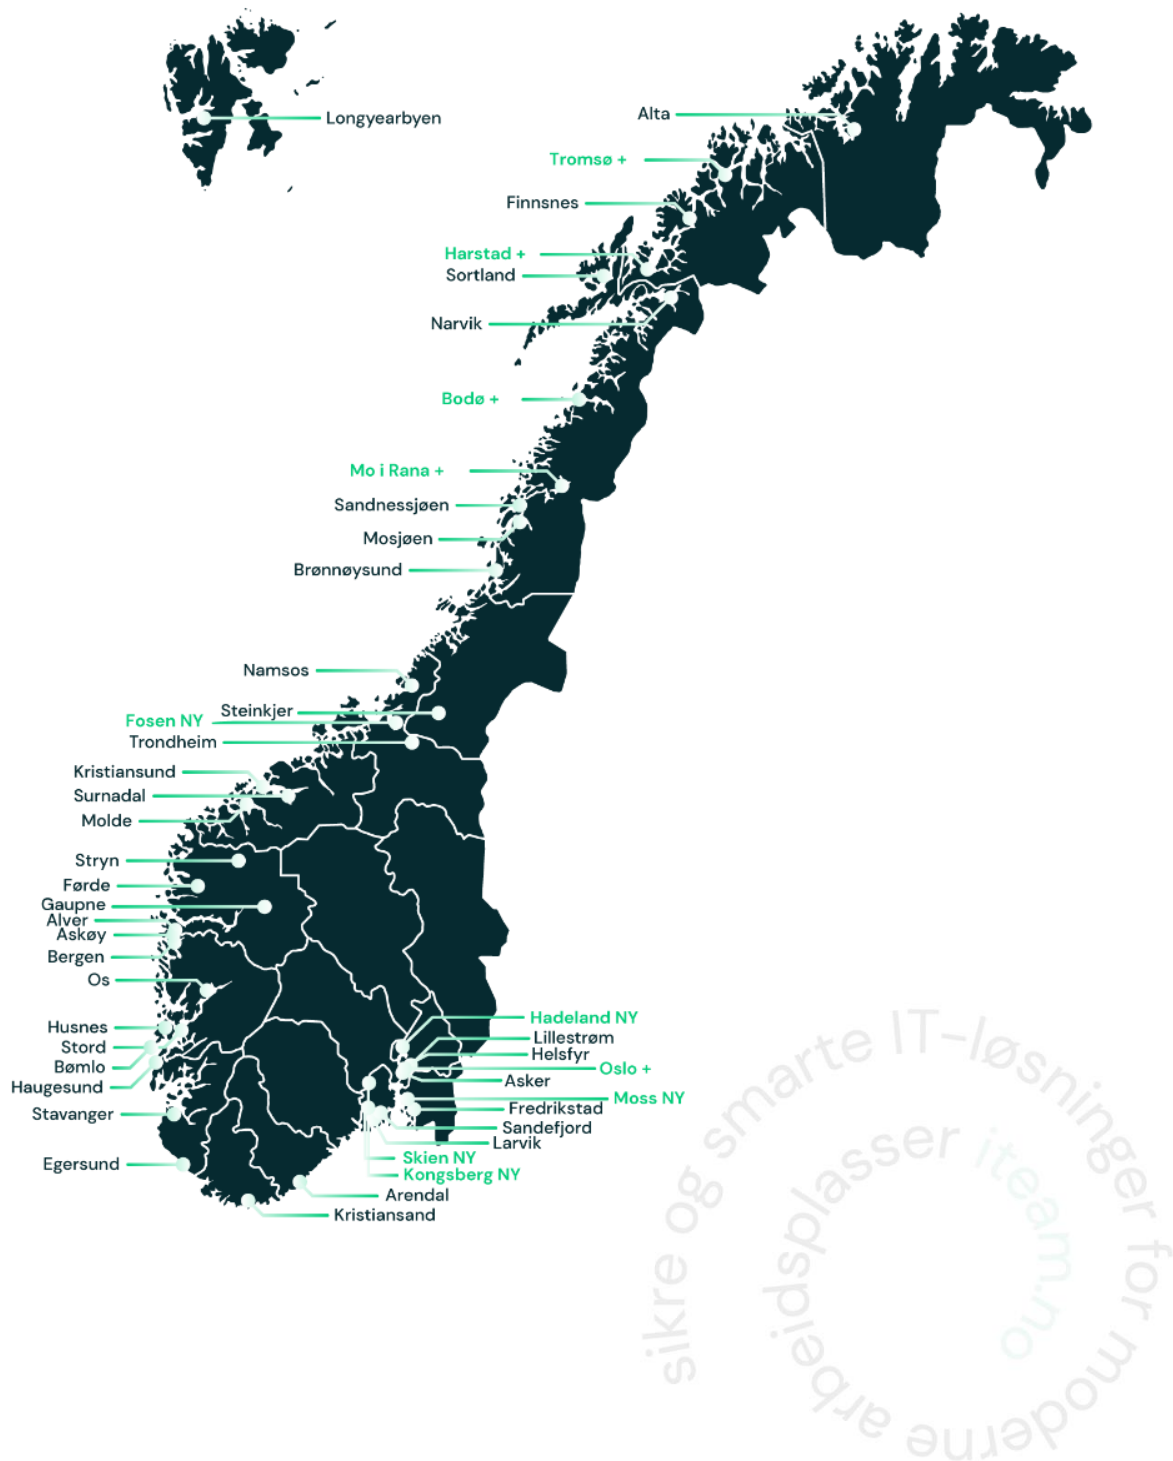 Longyearbyen
Alta
Tromsø +
Finnsnes
Harstad +
Sortland
Narvik
Bodø +
Mo i Rana +
Sandnessjøen
Mosjøen
Brønnøysund
Namsos
Steinkjer
Fosen NY
Trondheim
Kristiansund
Surnadal
Molde
Stryn
Førde
Gaupne
Alver
Askøy
Bergen
Os
Husnes
Stord
Bømlo
Haugesund
Stavanger
Egersund
Hadeland NY
Lillestrøm
Helsfyr
Oslo +
Asker
Moss NY
Fredrikstad
Sandefjord
Larvik
Skien NY
Kongsberg NY
Arendal
Kristiansand
sikre og smarte IT-løsninger for moderne arbeidsplasser iteam.no